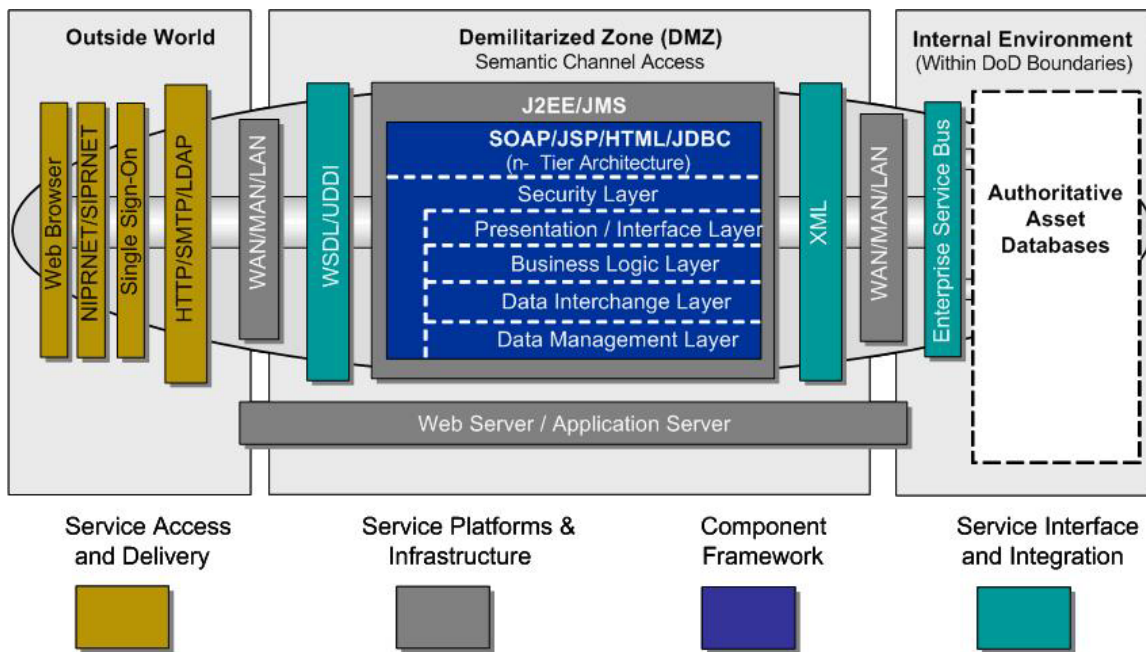 Outside World
Demilitarized Zone (DMZ)
Semantic Channel Access
Internal Environment
(Within DoD Boundaries)
Web Browser
NIPRNET/SIPRNET
Single Sign-On
HTTP/SMTP/LDAP
WAN/MAN/LAN
WSDL/UDDI
J2EE/JMS
SOAP/JSP/HTML/JDBC
(n- Tier Architecture)
Security Layer
Presentation / Interface Layer
Business Logic Layer
Data Interchange Layer
Data Management Layer
XML
WAN/MAN/LAN
Enterprise Service Bus
Authoritative
Asset
Databases
Web Server / Application Server
Service Access
and Delivery
Service Platforms &
Infrastructure
Component
Framework
Service Interface
and Integration